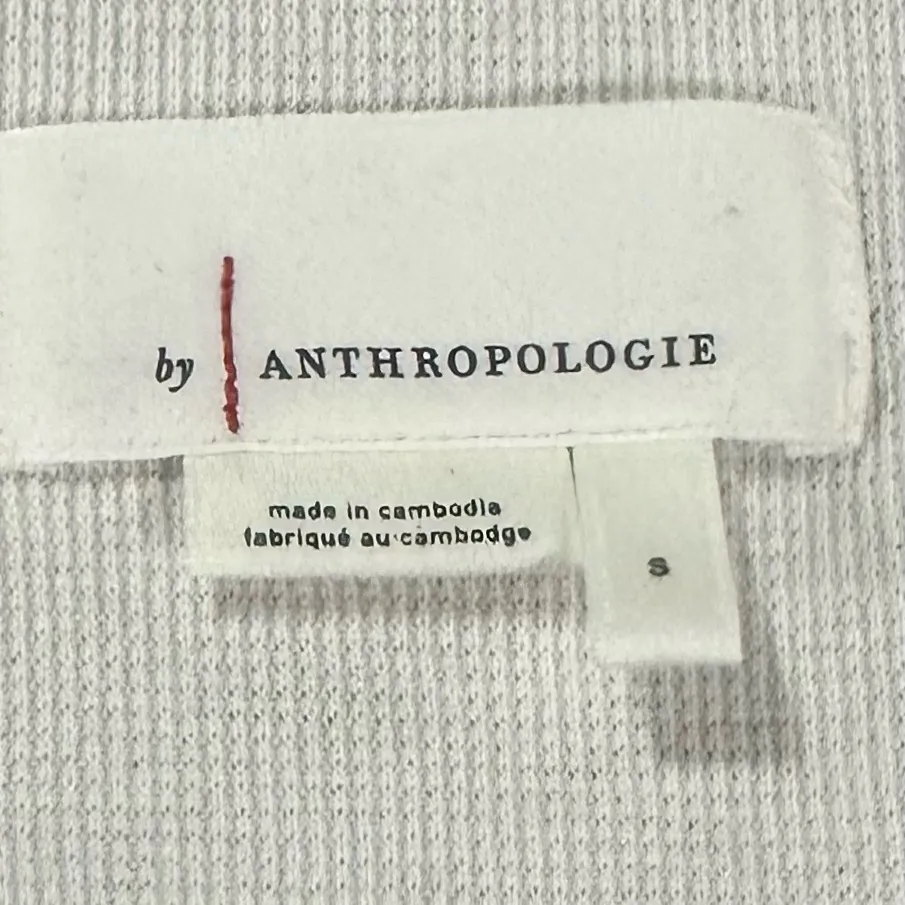 by ANTHROPOLOGIE
made in cambodia
fabriqué au cambodge
s